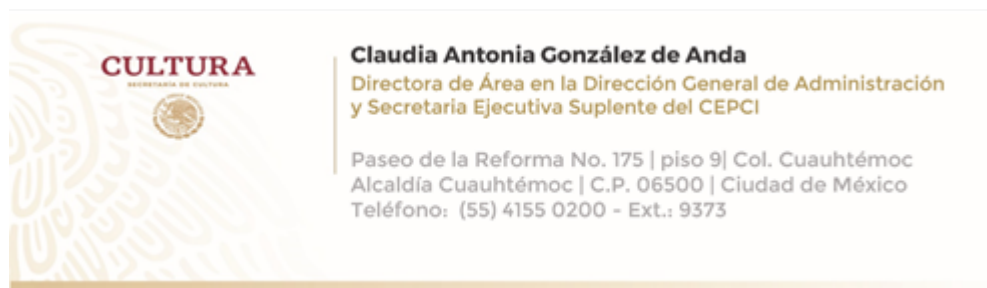 CULTURA
SECRETARÍA DE CULTURA
Claudia Antonia González de Anda
Directora de Área en la Dirección General de Administración
y Secretaria Ejecutiva Suplente del CEPCI
Paseo de la Reforma No. 175 | piso 9| Col. Cuauhtémoc
Alcaldía Cuauhtémoc | C.P. 06500 | Ciudad de México
Teléfono:  (55) 4155 0200 - Ext.: 9373